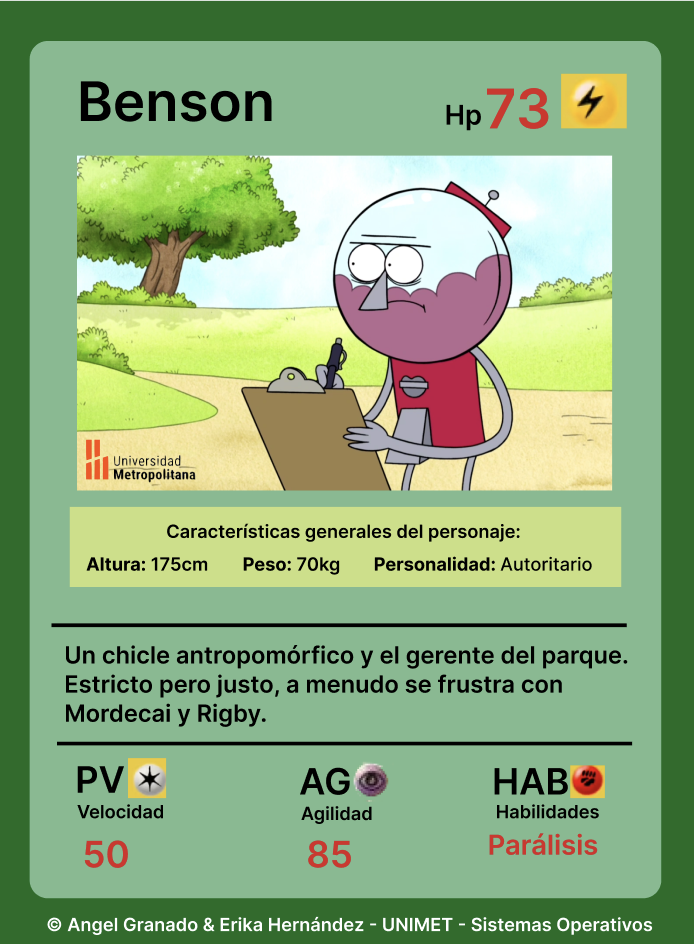 Benson
Hp 73
Universidad
Metropolitana
Características generales del personaje:
Altura: 175cm Peso: 70kg Personalidad: Autoritario
Un chicle antropomórfico y el gerente del parque.
Estricto pero justo, a menudo se frustra con
Mordecai y Rigby.
PV AG HAB
Velocidad Agilidad Habilidades
50 85 Parálisis
© Angel Granado & Erika Hernández - UNIMET - Sistemas Operativos